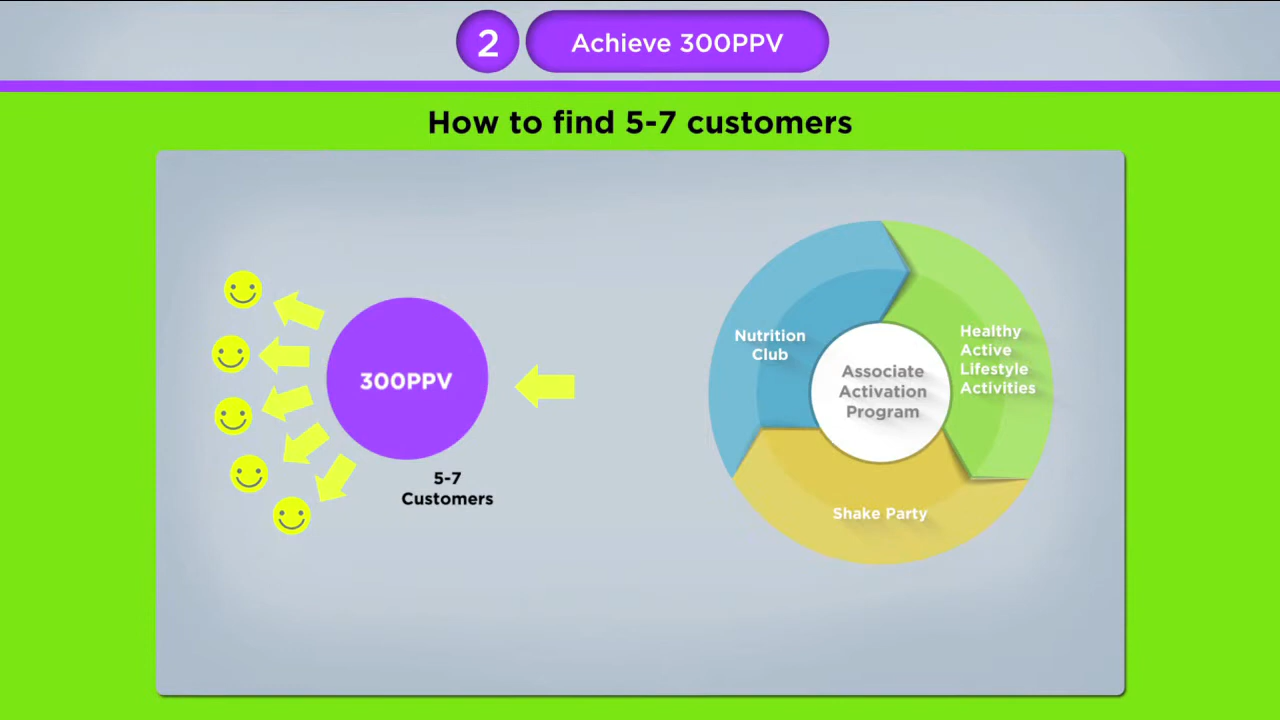 2
Achieve 300PPV
How to find 5-7 customers
300PPV
5-7
Customers
Nutrition
Club
Healthy
Active
Lifestyle
Activities
Associate
Activation
Program
Shake Party